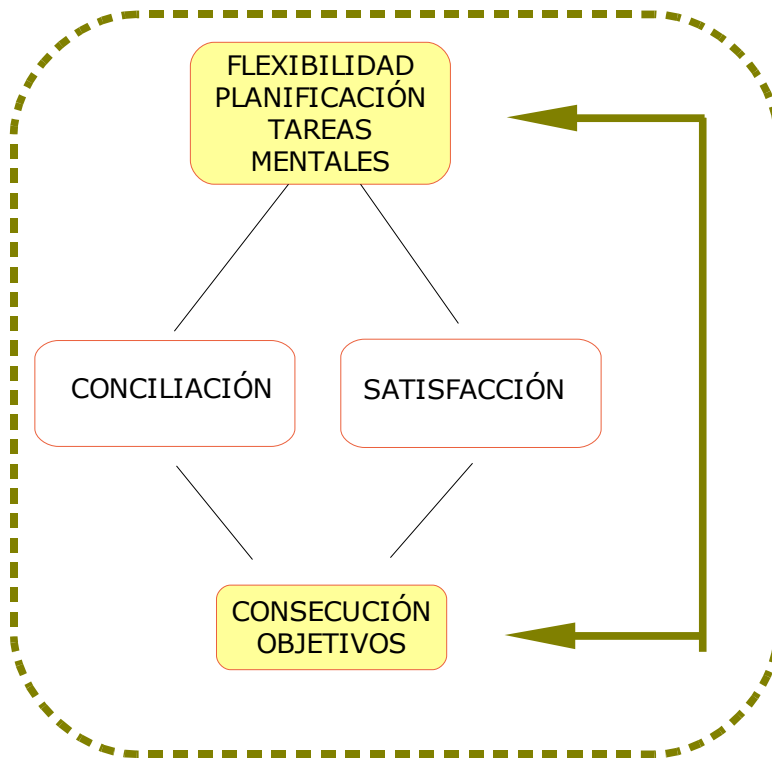 FLEXIBILIDAD
PLANIFICACIÓN
TAREAS
MENTALES
CONCILIACIÓN
SATISFACCIÓN
CONSECUCIÓN
OBJETIVOS